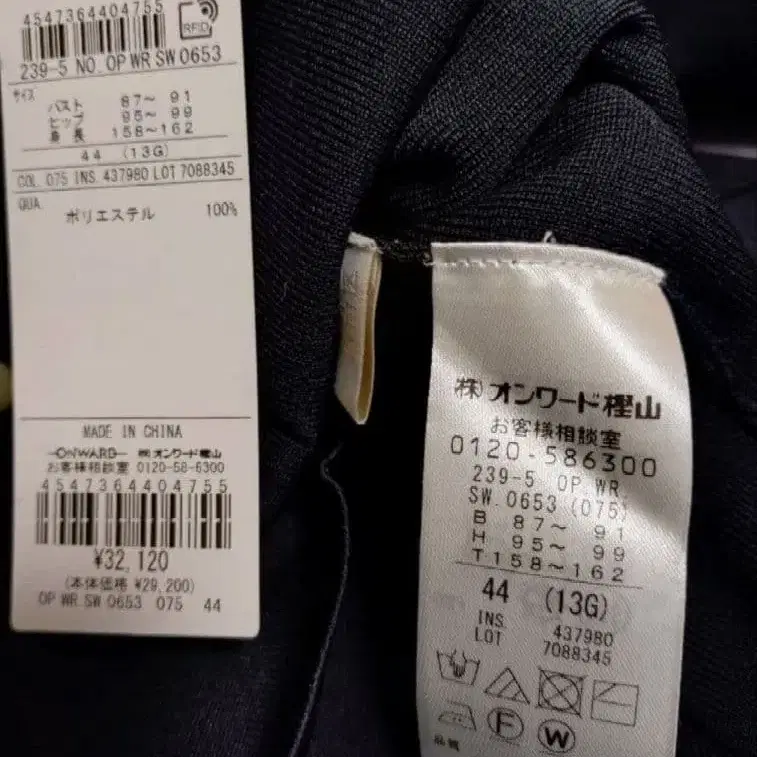 4547364404755
RFID
239-5 NO. OP WR SW 0653
サイズ
バスト 87～ 91
ヒップ 95～ 99
身長 158～162
44 (13G)
COL. 075 INS. 437980 LOT 7088345
QUA.
ポリエステル 100%
MADE IN CHINA
ONWARD ㈱オンワード樫山
お客様相談室 0120-58-6300
4547364404755
¥32,120
(本体価格 ¥29,200)
OP WR SW 0653 075 44
㈱オンワード樫山
お客様相談室
0120-586300
239-5 OP WR.
SW. 0653 (075)
B 87～ 91
H 95～ 99
T 158～162
44 (13G)
INS. 437980
LOT 7088345
F
W
品質